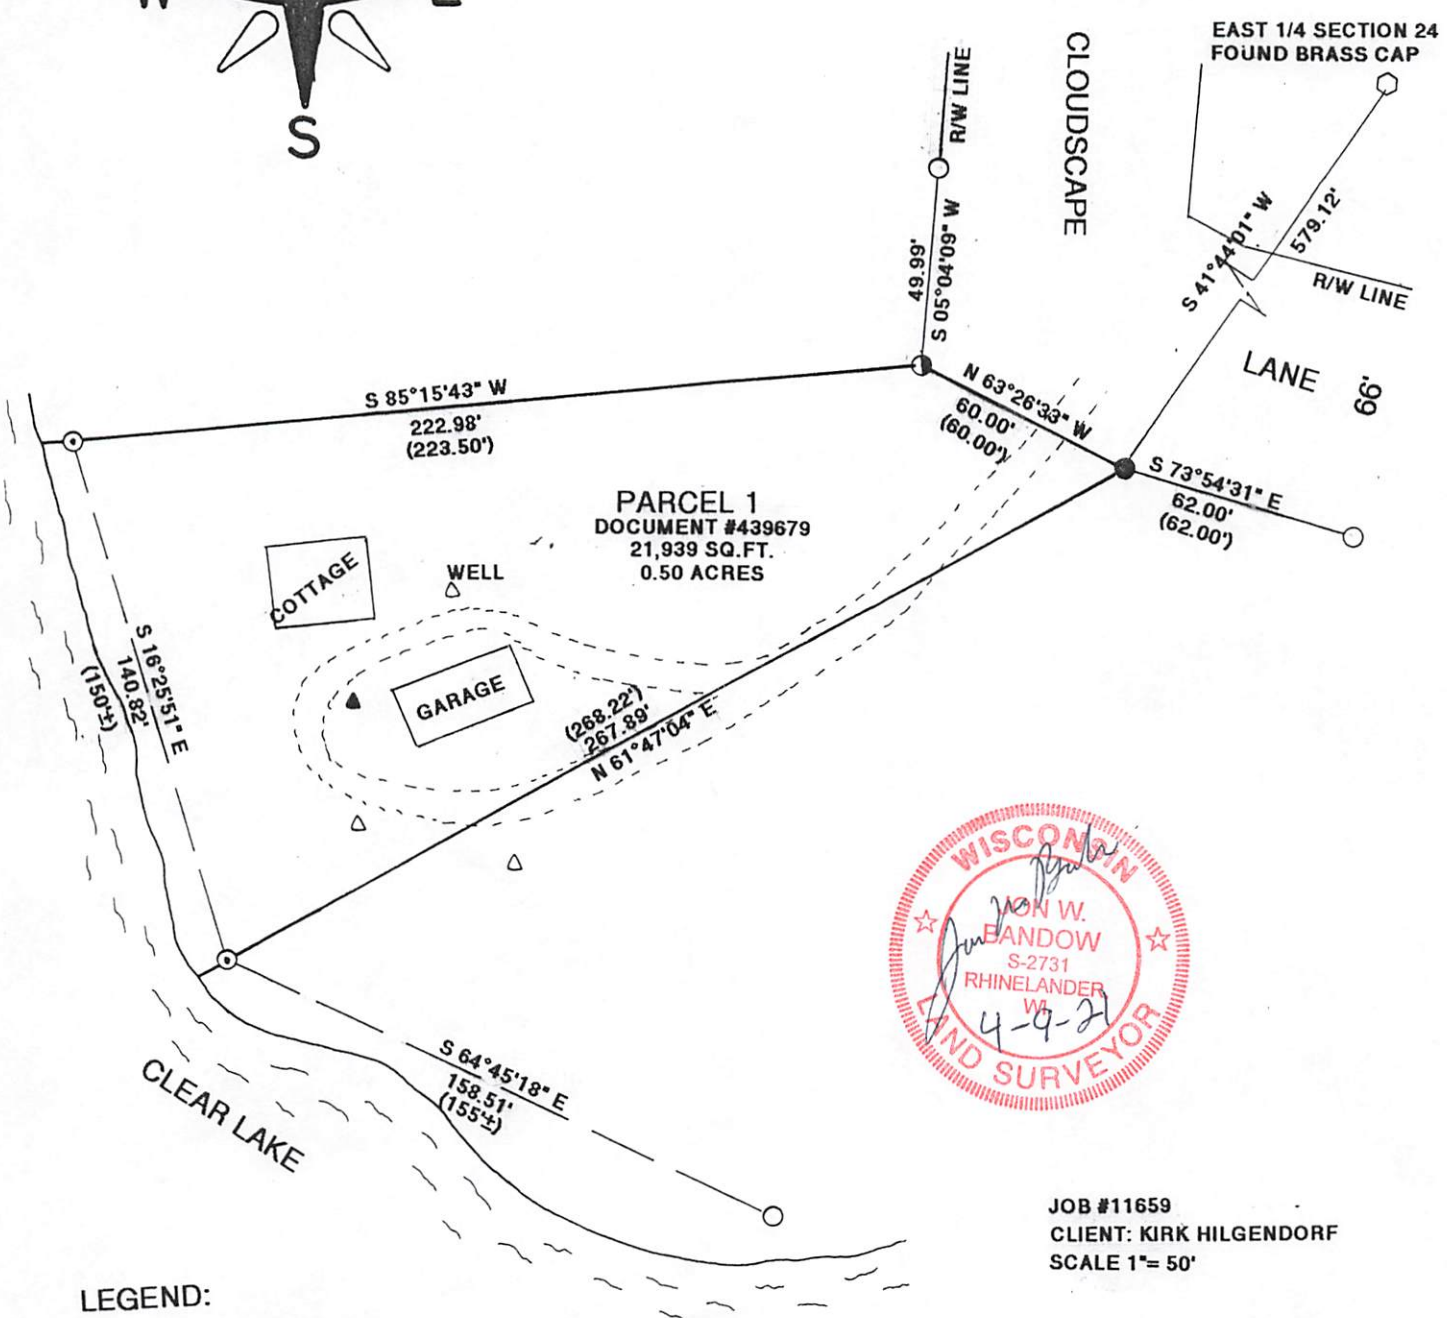 W E
S
EAST 1/4 SECTION 24
FOUND BRASS CAP
R/W LINE
CLOUDSCAPE
49.99'
S 05°04'09" W
S 41°44'01" W
579.12'
R/W LINE
LANE 66'
S 85°15'43" W
222.98'
(223.50')
N 63°26'33" W
60.00'
(60.00')
S 73°54'31" E
62.00'
(62.00')
PARCEL 1
DOCUMENT #439679
21,939 SQ.FT.
0.50 ACRES
COTTAGE
WELL
GARAGE
S 16°25'51" E
140.82'
(150'±)
(268.22')
267.89'
N 61°47'04" E
WISCONSIN
JON W.
BANDOW
S-2731
RHINELANDER
WI
4-9-21
LAND SURVEYOR
S 64°45'18" E
158.51'
(155'±)
CLEAR LAKE
JOB #11659
CLIENT: KIRK HILGENDORF
SCALE 1"= 50'
LEGEND: